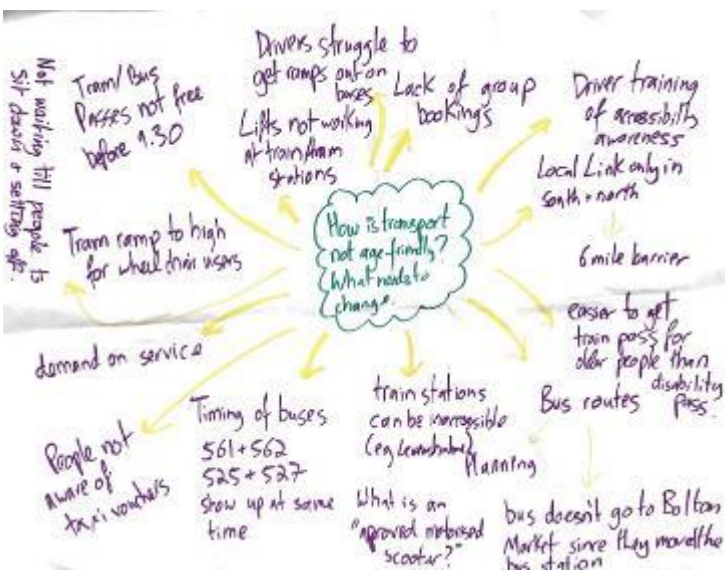 How is transport
not age-friendly?
What needs to
change.
Drivers struggle to
get ramps out on
buses
Lack of group
bookings
Driver training
of accessibility
awareness
Local Link only in
south + north
6 mile barrier
easier to get
train pass for
older people than
disability
pass.
Bus routes
bus doesn't go to Bolton
Market since they moved the
bus station
Planning
train stations
can be inaccessible
(eg
What is an
"aproved motorised
scooter?"
Timing of buses
561 + 562
525 + 527
show up at same
time
People not
aware of
taxi vouchers
demand on service
Tram ramp to high
for wheel chair users
Not waiting till people to
sit down b setting off.
Tram/Bus
Passes not free
before 9.30
Lifts not working
at train/tram
stations